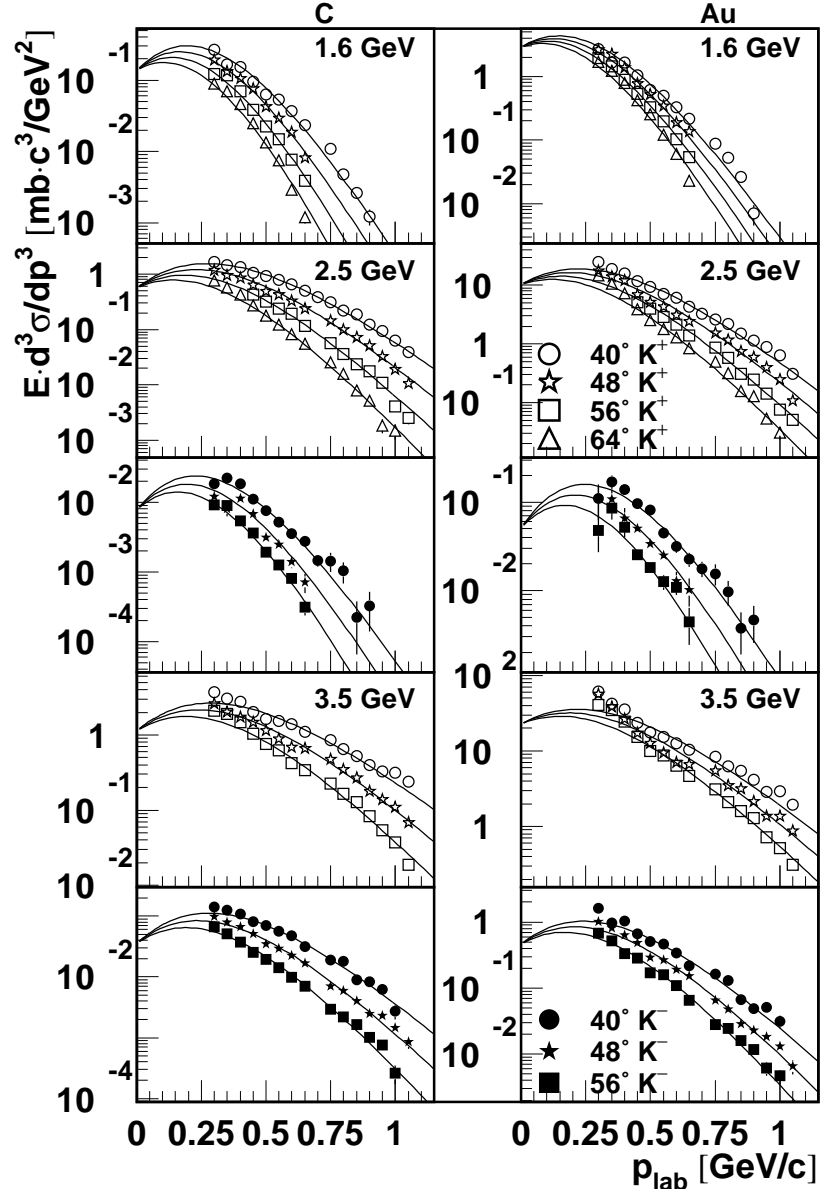 C Au
E·d³σ/dp³ [mb·c³/GeV²]
1.6 GeV
10⁻¹
10⁻²
10⁻³
1.6 GeV
1
10⁻¹
10⁻²
2.5 GeV
1
10⁻¹
10⁻²
10⁻³
2.5 GeV
10
1
10⁻¹
40° K⁺
48° K⁺
56° K⁺
64° K⁺
10⁻²
10⁻³
10⁻⁴
10⁻¹
10⁻²
3.5 GeV
1
10⁻¹
10⁻²
3.5 GeV
10²
10
1
10⁻²
10⁻⁴
1
10⁻¹
10⁻²
40° K⁻
48° K⁻
56° K⁻
0 0.25 0.5 0.75 1
0 0.25 0.5 0.75 1
p_lab [GeV/c]